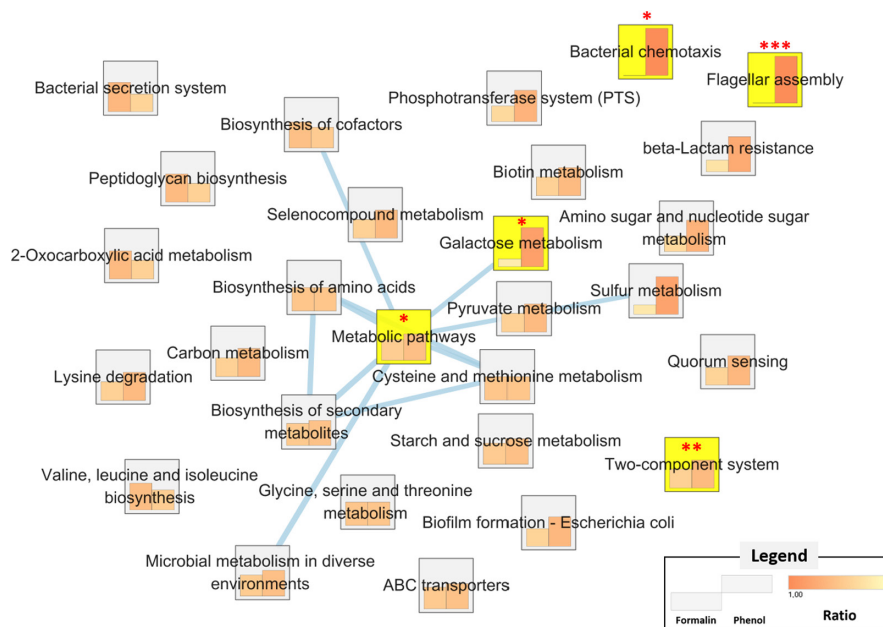 *
Bacterial chemotaxis
***
Flagellar assembly
Bacterial secretion system
Phosphotransferase system (PTS)
Biosynthesis of cofactors
beta-Lactam resistance
Peptidoglycan biosynthesis
Biotin metabolism
Selenocompound metabolism
Amino sugar and nucleotide sugar
metabolism
*
Galactose metabolism
2-Oxocarboxylic acid metabolism
Biosynthesis of amino acids
Sulfur metabolism
Pyruvate metabolism
*
Metabolic pathways
Carbon metabolism
Quorum sensing
Lysine degradation
Cysteine and methionine metabolism
Biosynthesis of secondary
metabolites
Starch and sucrose metabolism
**
Two-component system
Valine, leucine and isoleucine
biosynthesis
Glycine, serine and threonine
metabolism
Biofilm formation - Escherichia coli
Microbial metabolism in diverse
environments
ABC transporters
Legend
1,00
Formalin Phenol Ratio